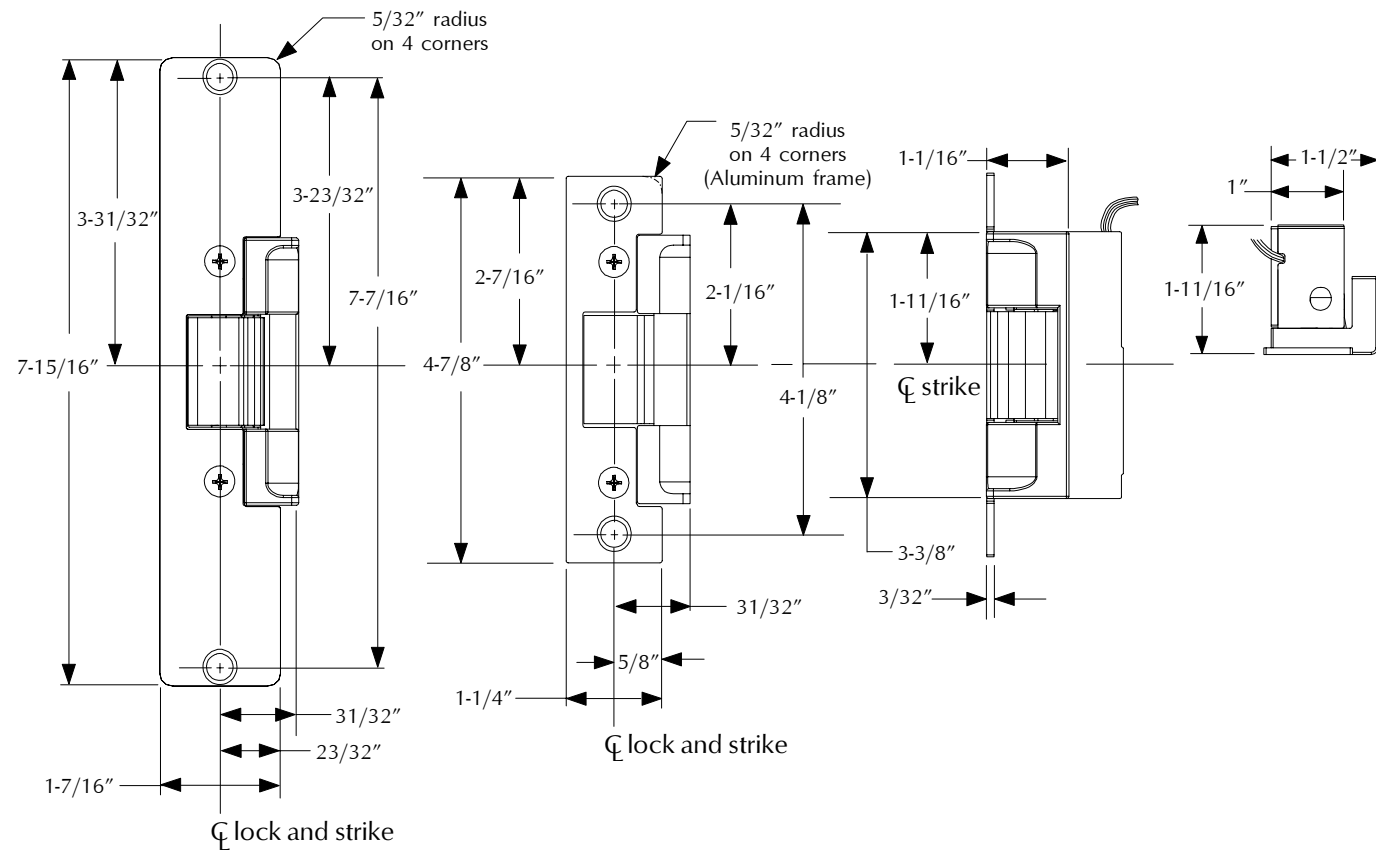 5/32″ radius
on 4 corners
3-31/32″
3-23/32″
7-7/16″
7-15/16″
31/32″
23/32″
1-7/16″
℄ lock and strike
5/32″ radius
on 4 corners
(Aluminum frame)
2-7/16″
2-1/16″
4-7/8″
4-1/8″
31/32″
5/8″
1-1/4″
℄ lock and strike
1-1/16″
1-11/16″
℄ strike
3-3/8″
3/32″
1-1/2″
1″
1-11/16″